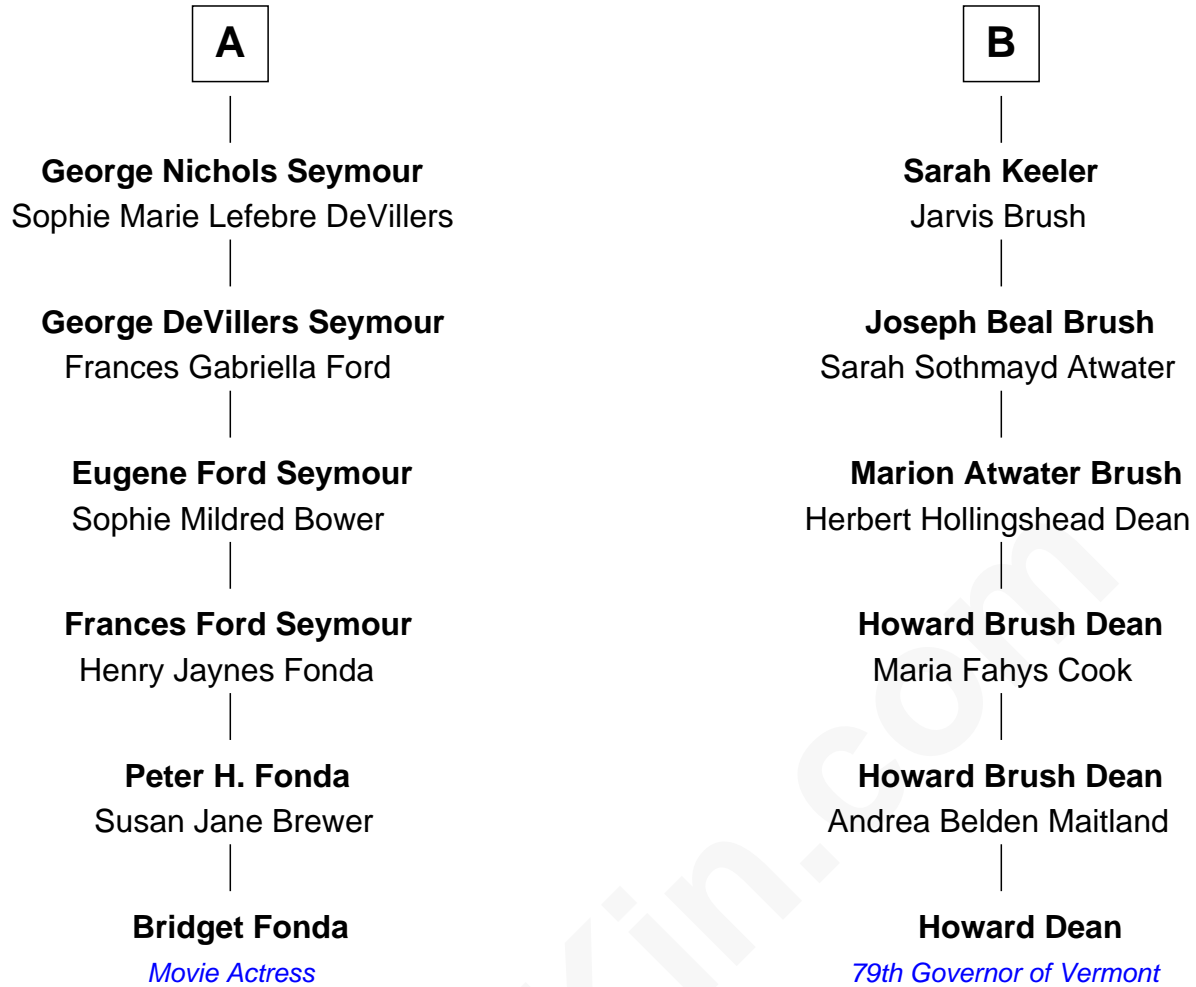 A
George Nichols Seymour
Sophie Marie Lefebre DeVillers
George DeVillers Seymour
Frances Gabriella Ford
Eugene Ford Seymour
Sophie Mildred Bower
Frances Ford Seymour
Henry Jaynes Fonda
Peter H. Fonda
Susan Jane Brewer
Bridget Fonda
Movie Actress
B
Sarah Keeler
Jarvis Brush
Joseph Beal Brush
Sarah Sothmayd Atwater
Marion Atwater Brush
Herbert Hollingshead Dean
Howard Brush Dean
Maria Fahys Cook
Howard Brush Dean
Andrea Belden Maitland
Howard Dean
79th Governor of Vermont